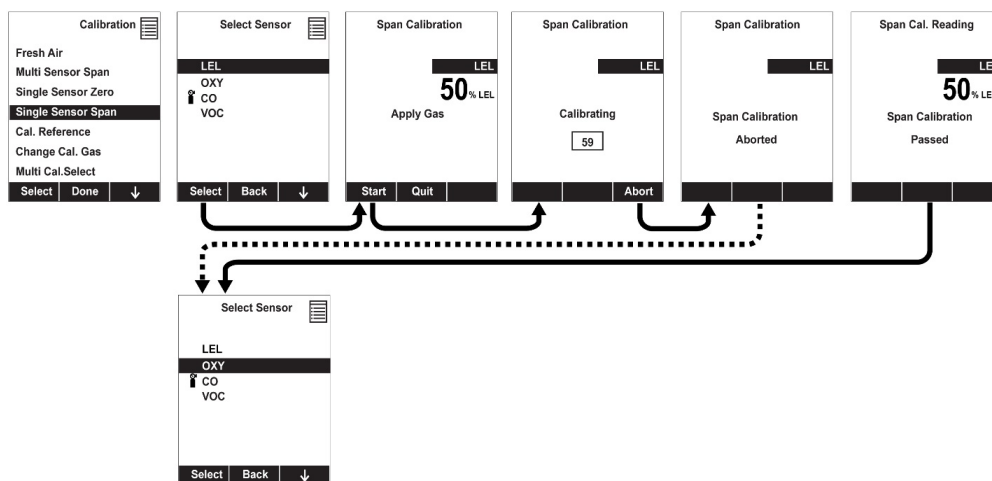 Calibration
Fresh Air
Multi Sensor Span
Single Sensor Zero
Single Sensor Span
Cal. Reference
Change Cal. Gas
Multi Cal.Select
Select Done ↓
Select Sensor
LEL
OXY
CO
VOC
Select Back ↓
Span Calibration
LEL
50 % LEL
Apply Gas
Start Quit
Span Calibration
LEL
Calibrating
59
Abort
Span Calibration
LEL
Span Calibration
Aborted
Span Cal. Reading
LE
50 % LE
Span Calibration
Passed
Select Sensor
LEL
OXY
CO
VOC
Select Back ↓